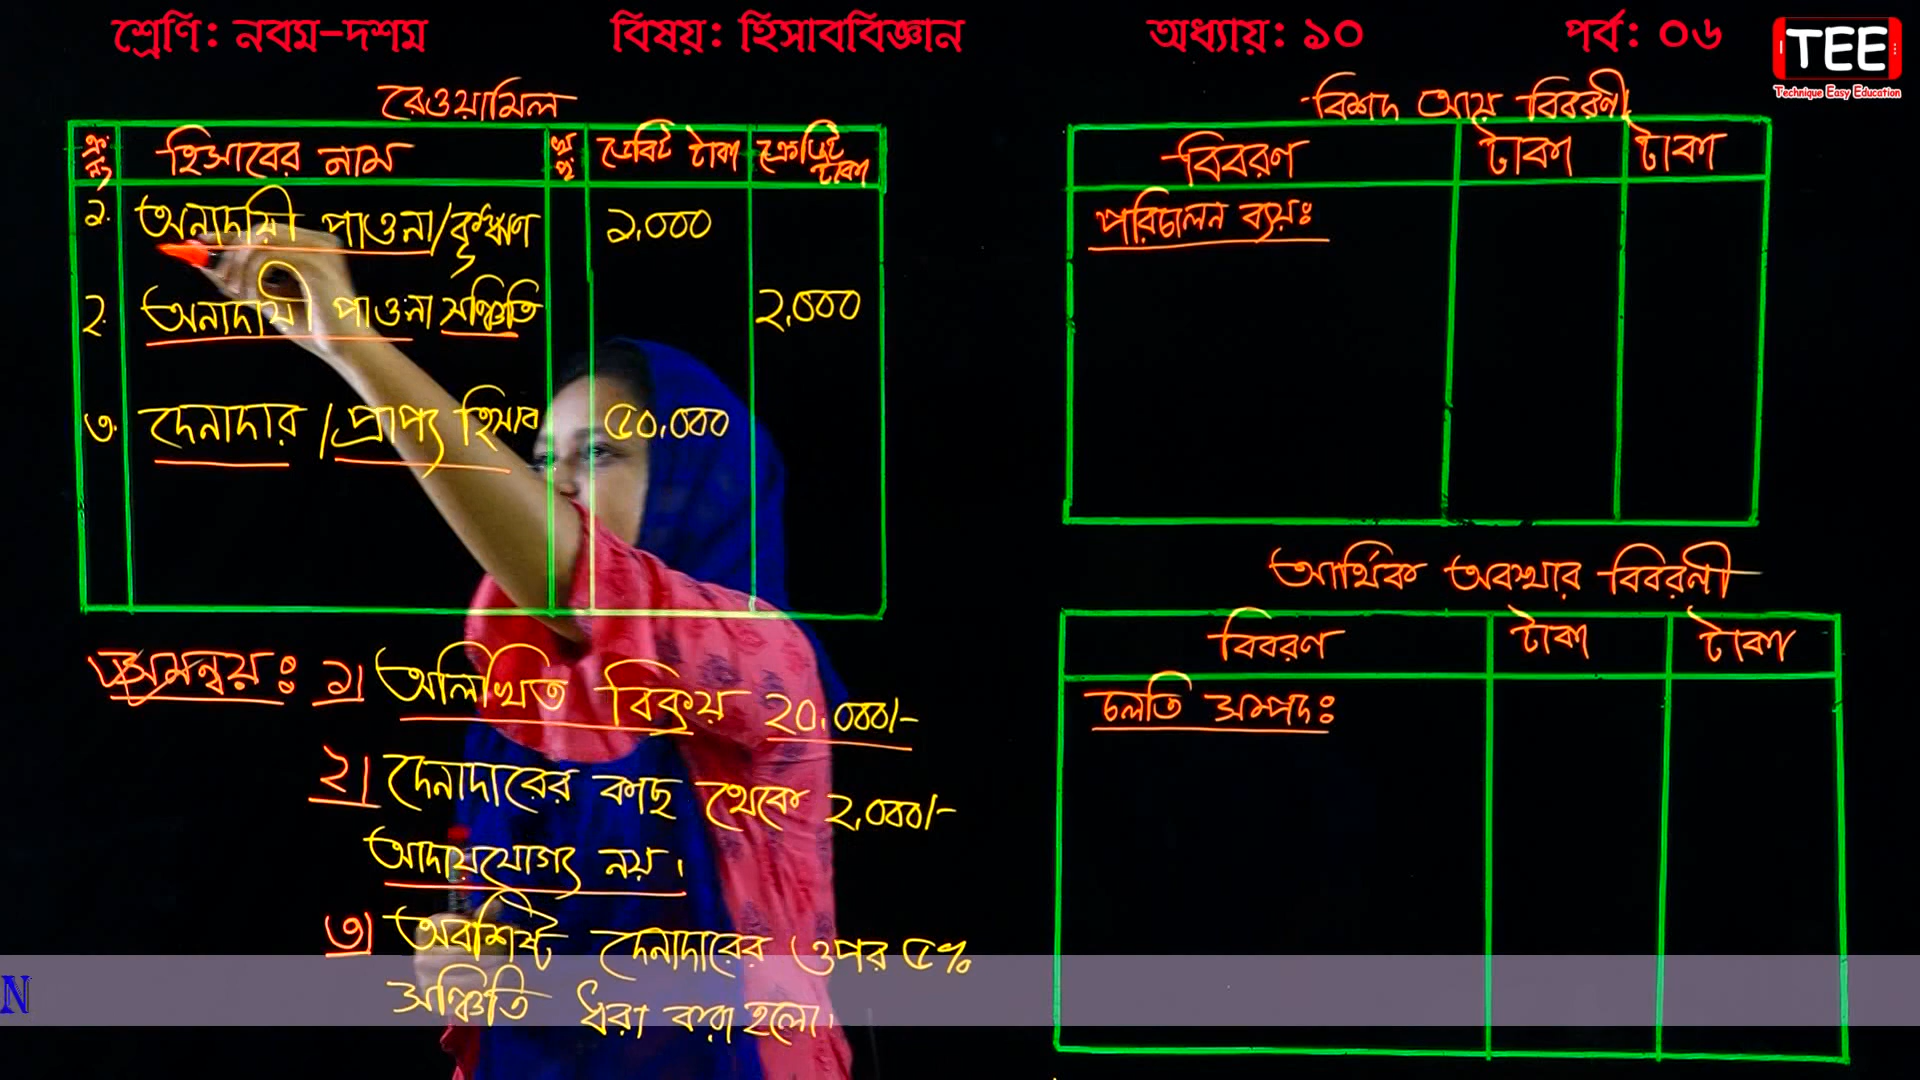 শ্রেণি: নবম-দশম
বিষয়: হিসাববিজ্ঞান
অধ্যায়: ১০
পর্ব: ০৬
TEE
Technique Easy Education
রেওয়ামিল
ক্র: নং হিসাবের নাম খ: পৃ: ডেবিট টাকা ক্রেডিট টাকা
১. অনাদায়ী পাওনা/কুঋণ ১,০০০
২. অনাদায়ী পাওনা সঞ্চিতি ২,০০০
৩. দেনাদার / প্রাপ্য হিসাব ৫০,০০০
সমন্বয়ঃ ১। অলিখিত বিক্রয় ২০,০০০/-
২। দেনাদারের কাছ থেকে ২,০০০/-
আদায়যোগ্য নয়।
৩। অবশিষ্ট দেনাদারের ওপর ৫%
সঞ্চিতি ধরা করা হলো।
N
বিশদ আয় বিবরণী
বিবরণ টাকা টাকা
পরিচালন ব্যয়ঃ
আর্থিক অবস্থার বিবরণী
বিবরণ টাকা টাকা
চলতি সম্পদঃ